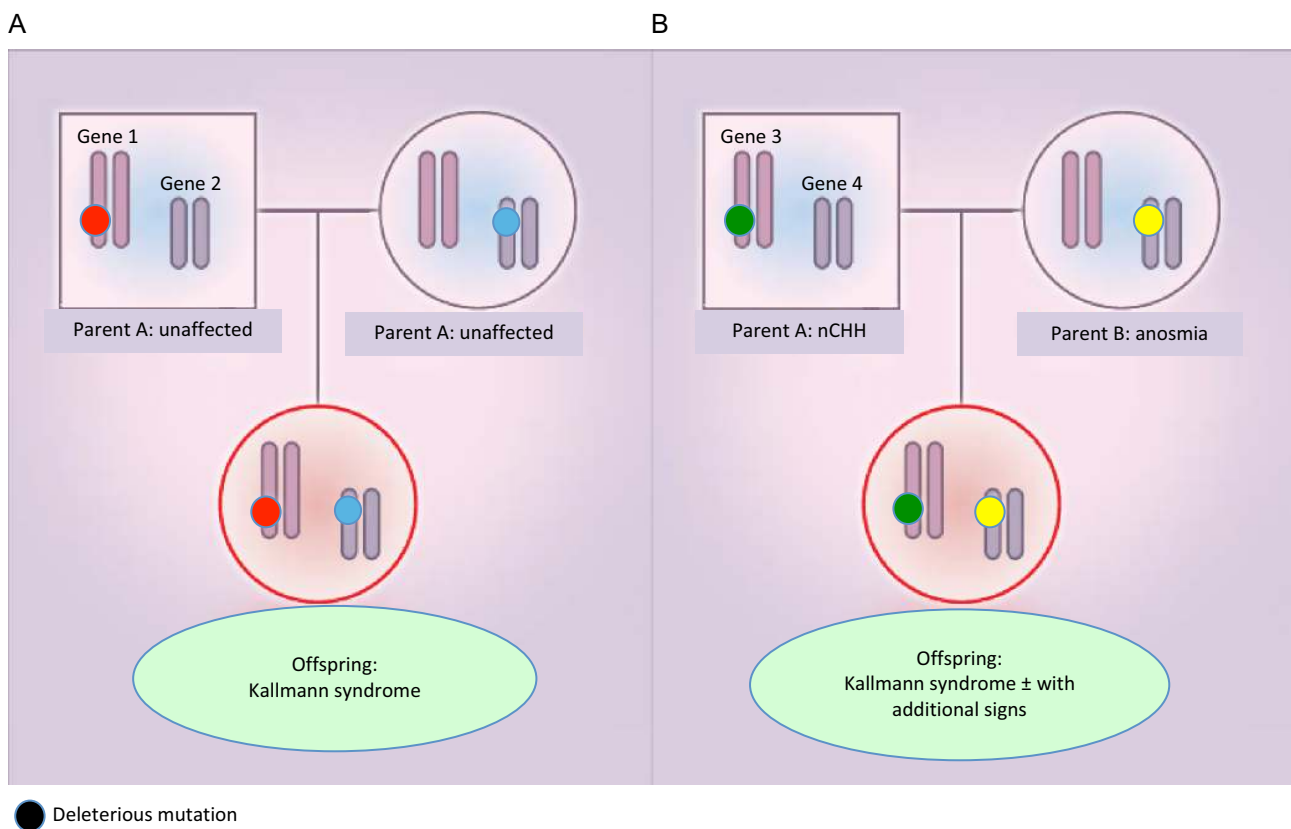 A
B
Gene 1
Gene 2
Parent A: unaffected
Parent A: unaffected
Offspring:
Kallmann syndrome
Gene 3
Gene 4
Parent A: nCHH
Parent B: anosmia
Offspring:
Kallmann syndrome ± with
additional signs
Deleterious mutation